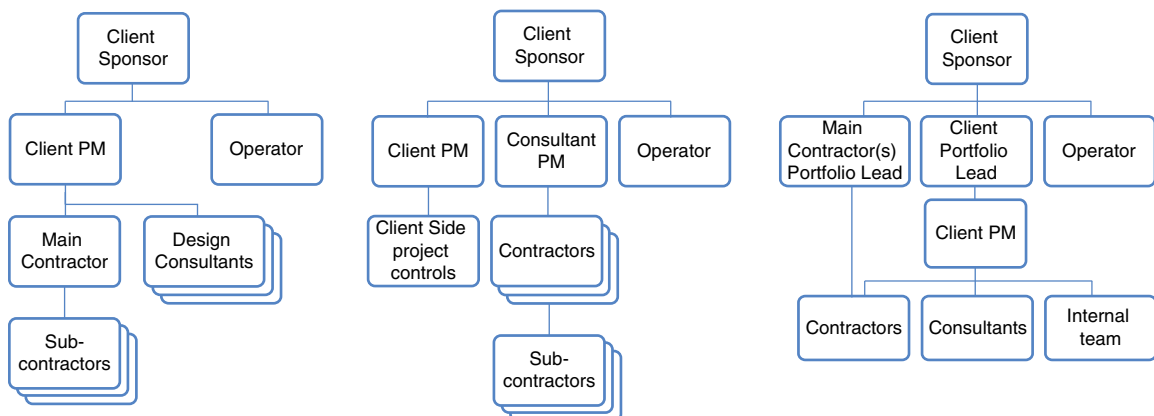 Client
Sponsor
Client PM
Operator
Main
Contractor
Design
Consultants
Sub-
contractors
Client
Sponsor
Client PM
Consultant
PM
Operator
Client Side
project
controls
Contractors
Sub-
contractors
Client
Sponsor
Main
Contractor(s)
Portfolio Lead
Client
Portfolio
Lead
Operator
Client PM
Contractors
Consultants
Internal
team